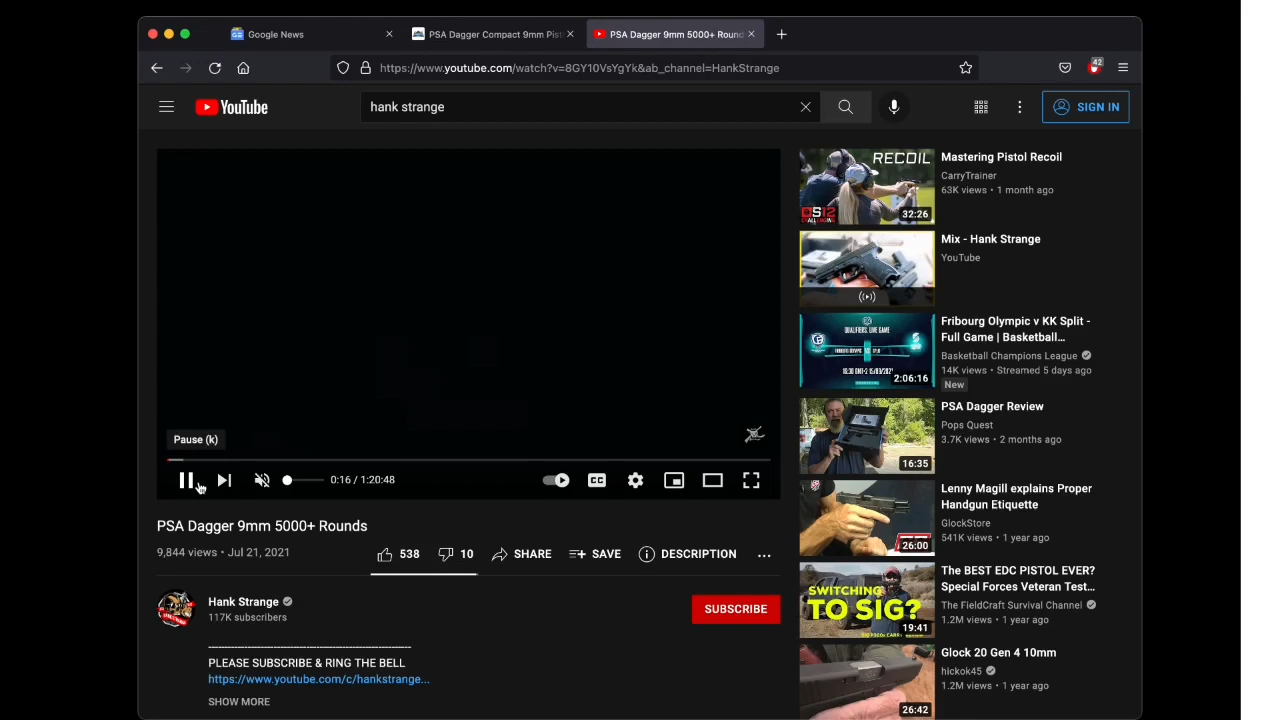 Google News
PSA Dagger Compact 9mm Pist
PSA Dagger 9mm 5000+ Round
https://www.youtube.com/watch?v=8GY10VsYgYk&ab_channel=HankStrange
42
YouTube
hank strange
SIGN IN
Pause (k)
0:16 / 1:20:48
CC
PSA Dagger 9mm 5000+ Rounds
9,844 views • Jul 21, 2021
538
10
SHARE
SAVE
DESCRIPTION
Hank Strange
117K subscribers
SUBSCRIBE
PLEASE SUBSCRIBE & RING THE BELL
https://www.youtube.com/c/hankstrange...
SHOW MORE
RECOIL
32:26
Mastering Pistol Recoil
CarryTrainer
63K views • 1 month ago
Mix - Hank Strange
YouTube
QUALIFIERS, LIVE GAME
2:06:16
Fribourg Olympic v KK Split -
Full Game | Basketball...
Basketball Champions League
14K views • Streamed 5 days ago
New
16:35
PSA Dagger Review
Pops Quest
3.7K views • 2 months ago
26:00
Lenny Magill explains Proper
Handgun Etiquette
GlockStore
541K views • 1 year ago
SWITCHING
TO SIG?
19:41
The BEST EDC PISTOL EVER?
Special Forces Veteran Test...
The FieldCraft Survival Channel
1.2M views • 1 year ago
26:42
Glock 20 Gen 4 10mm
hickok45
1.2M views • 1 year ago